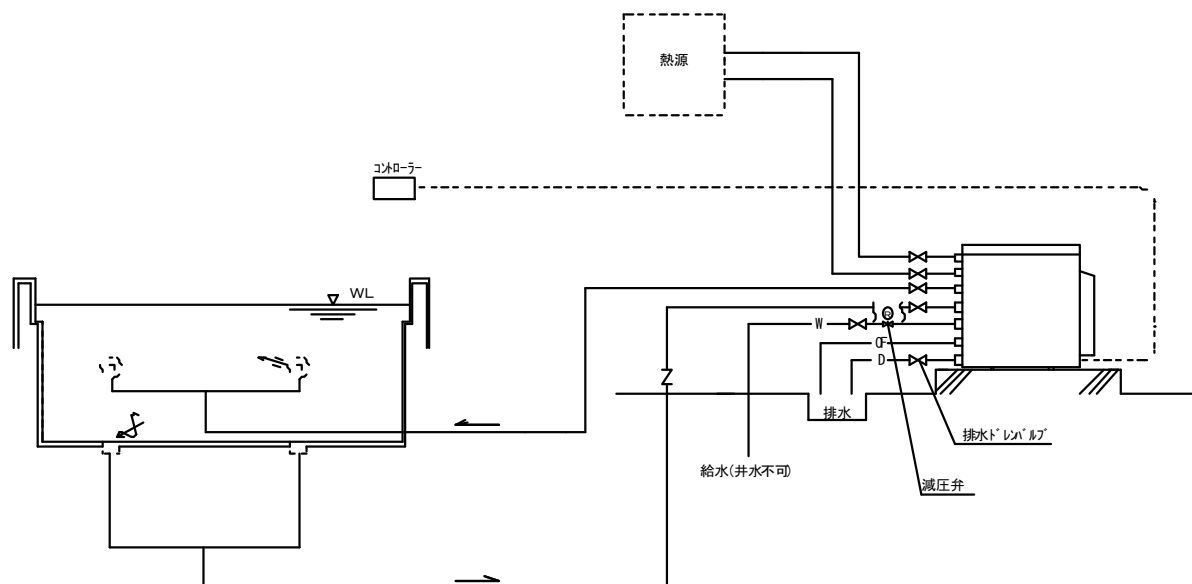 熱源
コントローラー
WL
R
W
OF
D
排水
排水ドレンバルブ
給水(井水不可)
減圧弁